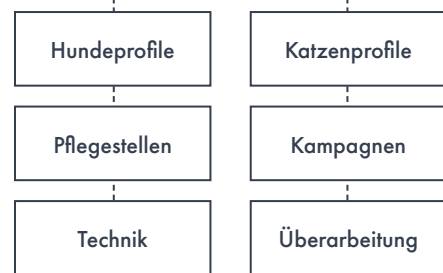 Hundeprofile
Katzenprofile
Pflegestellen
Kampagnen
Technik
Überarbeitung